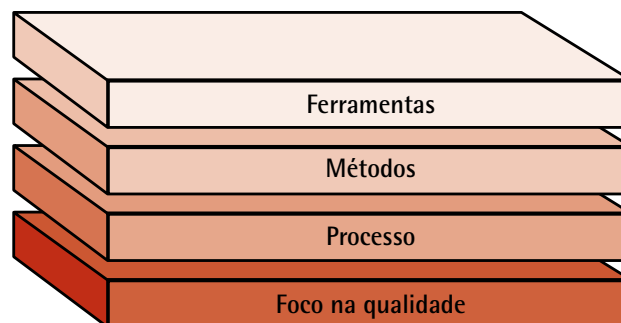 Ferramentas
Métodos
Processo
Foco na qualidade